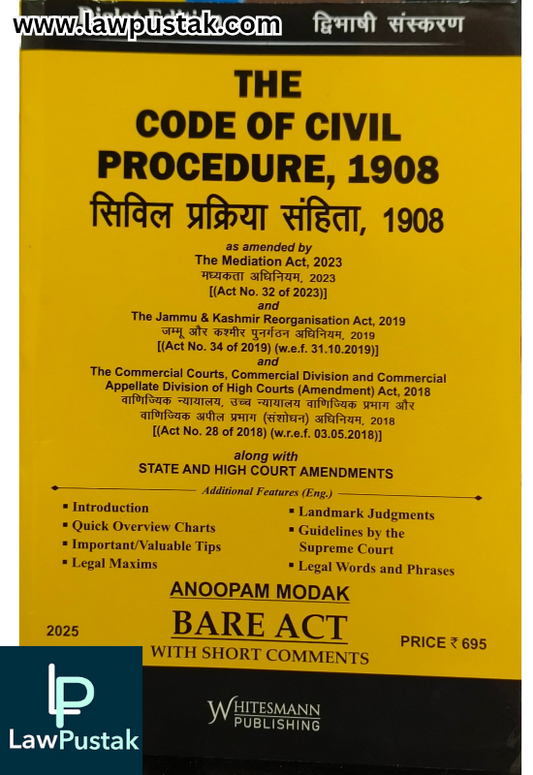 www.lawpustak.com
Edition
द्विभाषी संस्करण
THE
CODE OF CIVIL
PROCEDURE, 1908
सिविल प्रक्रिया संहिता, 1908
as amended by
The Mediation Act, 2023
मध्यकता अधिनियम, 2023
[(Act No. 32 of 2023)]
and
The Jammu & Kashmir Reorganisation Act, 2019
जम्मू और कश्मीर पुनर्गठन अधिनियम, 2019
[(Act No. 34 of 2019) (w.e.f. 31.10.2019)]
and
The Commercial Courts, Commercial Division and Commercial
Appellate Division of High Courts (Amendment) Act, 2018
वाणिज्यिक न्यायालय, उच्च न्यायालय वाणिज्यिक प्रभाग और
वाणिज्यिक अपील प्रभाग (संशोधन) अधिनियम, 2018
[(Act No. 28 of 2018) (w.r.e.f. 03.05.2018)]
along with
STATE AND HIGH COURT AMENDMENTS
Additional Features (Eng.)
▪ Introduction
▪ Quick Overview Charts
▪ Important/Valuable Tips
▪ Legal Maxims
▪ Landmark Judgments
▪ Guidelines by the
Supreme Court
▪ Legal Words and Phrases
ANOOPAM MODAK
BARE ACT
WITH SHORT COMMENTS
2025
PRICE ₹ 695
WHITESMANN
PUBLISHING
LP
LawPustak